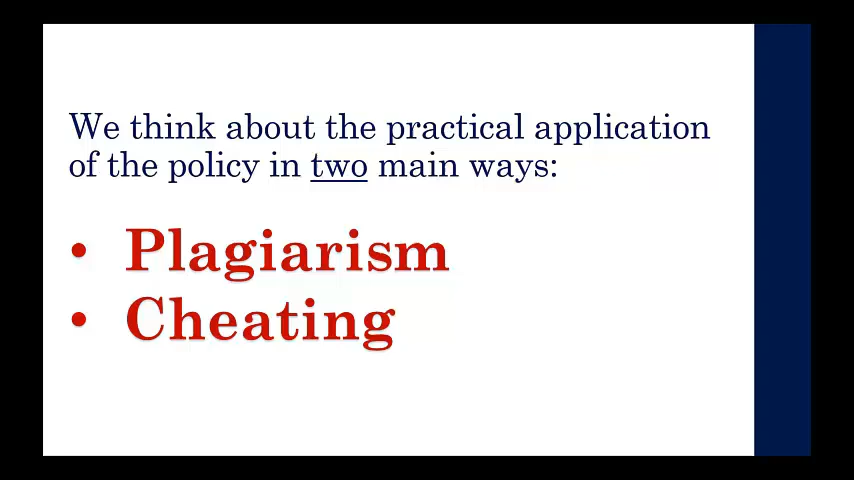 We think about the practical application
of the policy in two main ways:
• Plagiarism
• Cheating